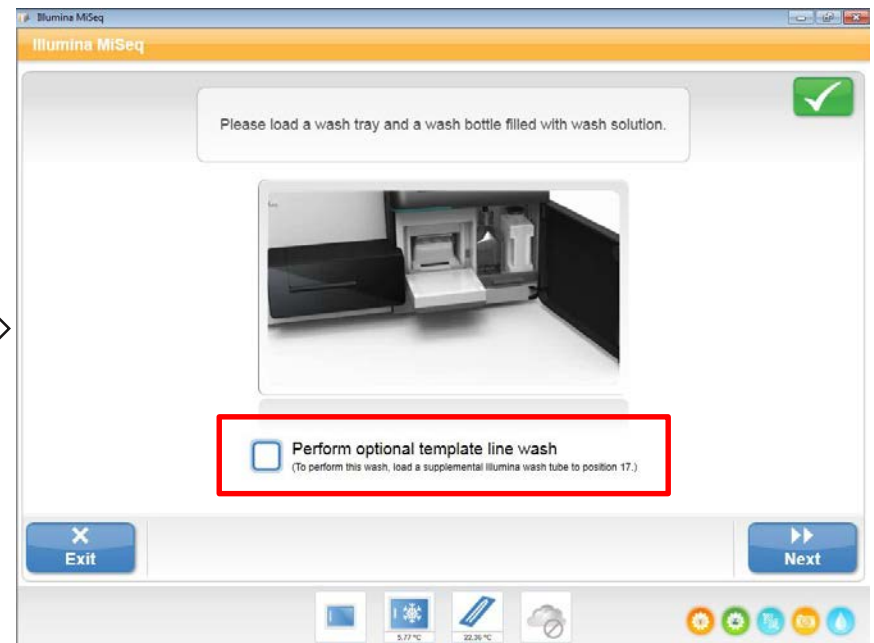 Illumina MiSeq
Illumina MiSeq
Please load a wash tray and a wash bottle filled with wash solution.
Perform optional template line wash
(To perform this wash, load a supplemental Illumina wash tube to position 17.)
Exit
Next
5.77 °C
22.36 °C